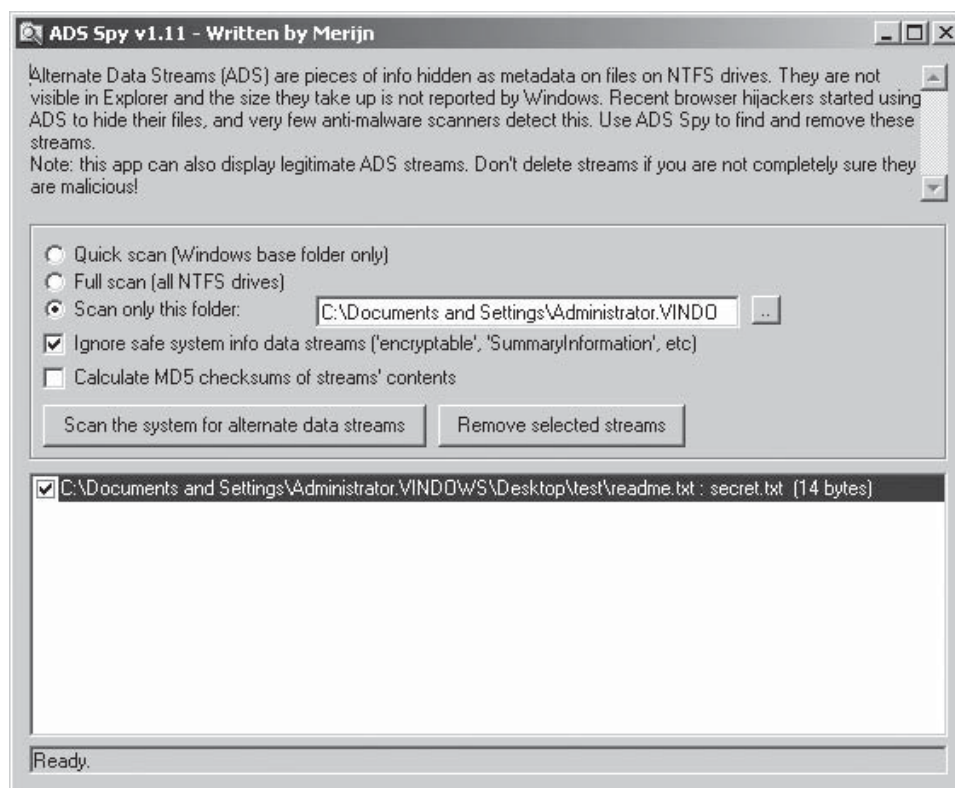 ADS Spy v1.11 - Written by Merijn
Alternate Data Streams (ADS) are pieces of info hidden as metadata on files on NTFS drives. They are not
visible in Explorer and the size they take up is not reported by Windows. Recent browser hijackers started using
ADS to hide their files, and very few anti-malware scanners detect this. Use ADS Spy to find and remove these
streams.
Note: this app can also display legitimate ADS streams. Don't delete streams if you are not completely sure they
are malicious!
Quick scan (Windows base folder only)
Full scan (all NTFS drives)
Scan only this folder: C:\Documents and Settings\Administrator.VINDO ..
Ignore safe system info data streams ('encryptable', 'SummaryInformation', etc)
Calculate MD5 checksums of streams' contents
Scan the system for alternate data streams Remove selected streams
C:\Documents and Settings\Administrator.VINDOWS\Desktop\test\readme.txt : secret.txt (14 bytes)
Ready.